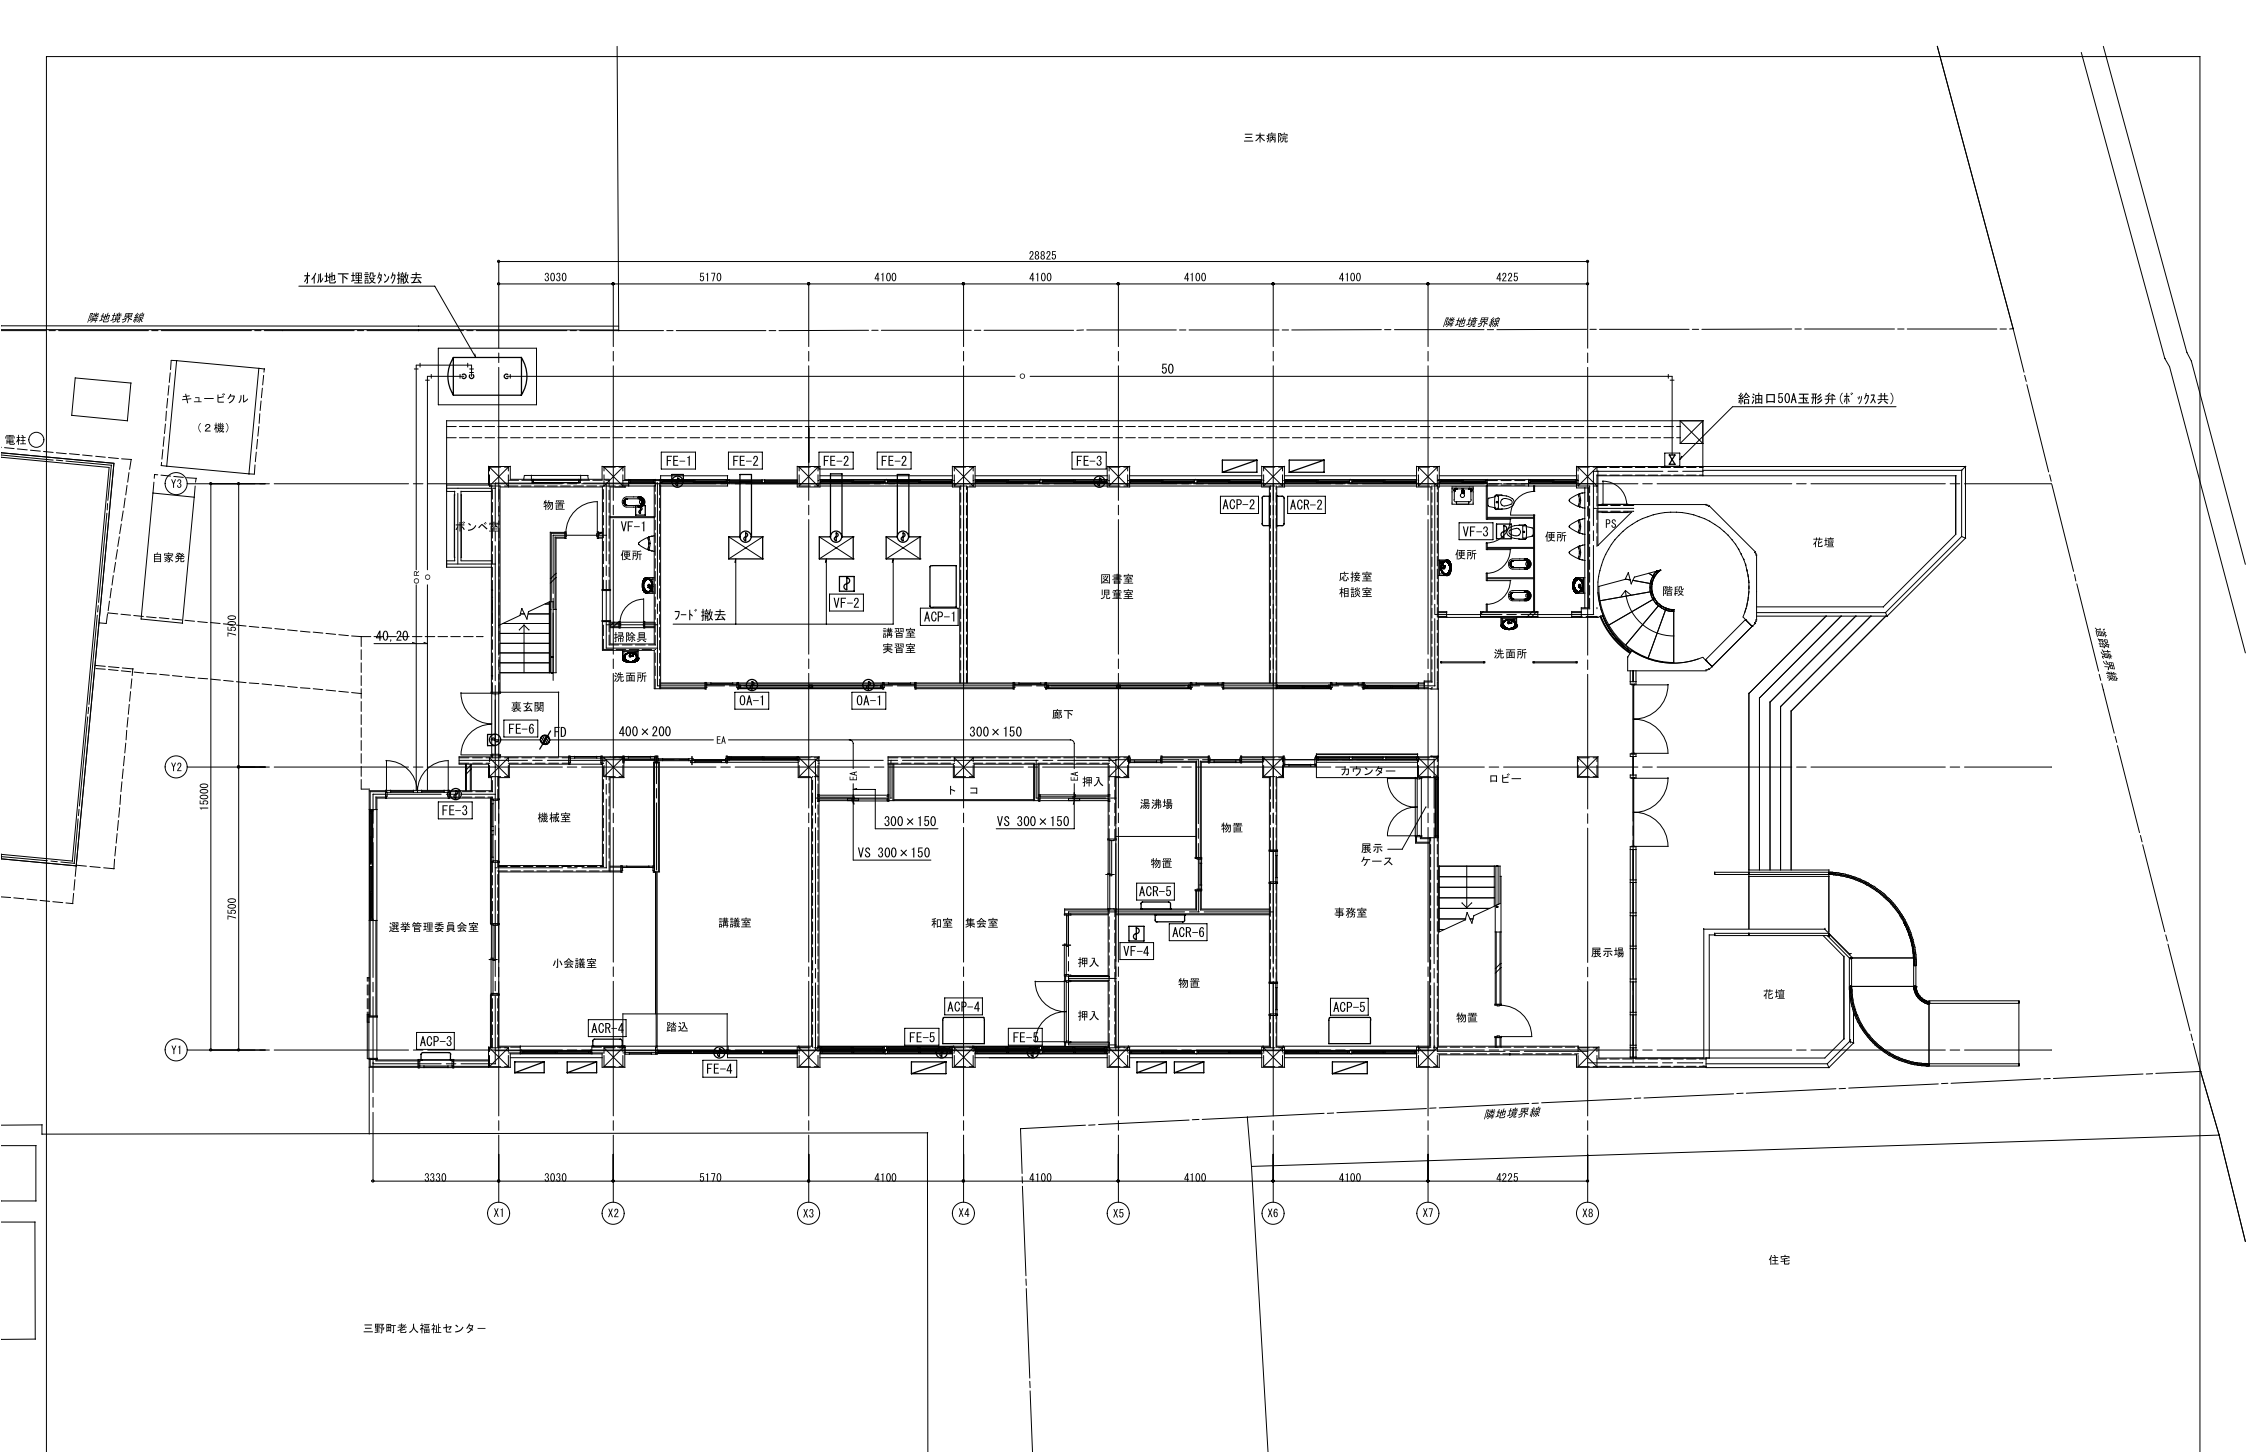 三木病院
28825
3030
5170
4100
4100
4100
4100
4225
ｵｲﾙ地下埋設ﾀﾝｸ撤去
隣地境界線
隣地境界線
50
キュービクル
（２機）
給油口50A玉形弁(ﾎﾞｯｸｽ共)
電柱
FE-1
FE-2
FE-2
FE-2
FE-3
Y3
物置
ACP-2
ACR-2
ボンベ室
VF-1
VF-3
PS
自家発
便所
便所
便所
花壇
OR
O
O
図書室
児童室
応接室
相談室
階段
VF-2
ACP-1
ﾌｰﾄﾞ撤去
7500
40,20
掃除具
講習室
実習室
洗面所
洗面所
道路境界線
OA-1
OA-1
裏玄関
廊下
FE-6
FD
400×200
EA
300×150
Y2
EA
EA
押入
カウンター
ロビー
ト　コ
15000
FE-3
機械室
湯沸場
300×150
VS 300×150
物置
VS 300×150
展示
ケース
物置
ACR-5
7500
選挙管理委員会室
講議室
和室　集会室
事務室
ACR-6
VF-4
小会議室
押入
展示場
物置
花壇
ACP-4
ACP-5
押入
物置
踏込
ACR-4
FE-5
FE-5
ACP-3
Y1
FE-4
隣地境界線
3330
3030
5170
4100
4100
4100
4100
4225
X1
X2
X3
X4
X5
X6
X7
X8
住宅
三野町老人福祉センター